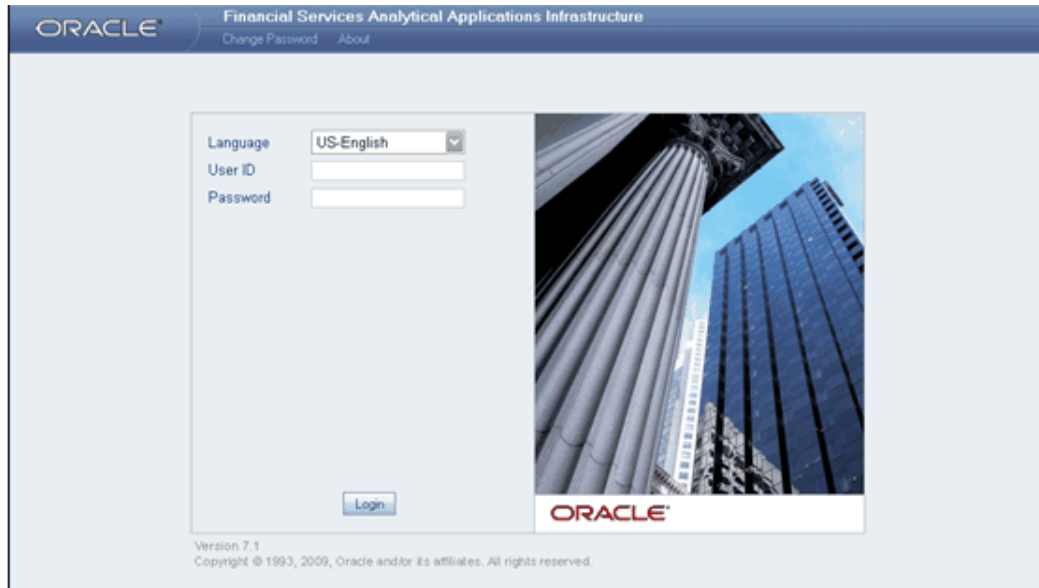 ORACLE®
Financial Services Analytical Applications Infrastructure
Change Password About
Language US-English
User ID
Password
Login
ORACLE®
Version 7.1
Copyright © 1993, 2009, Oracle and/or its affiliates. All rights reserved.